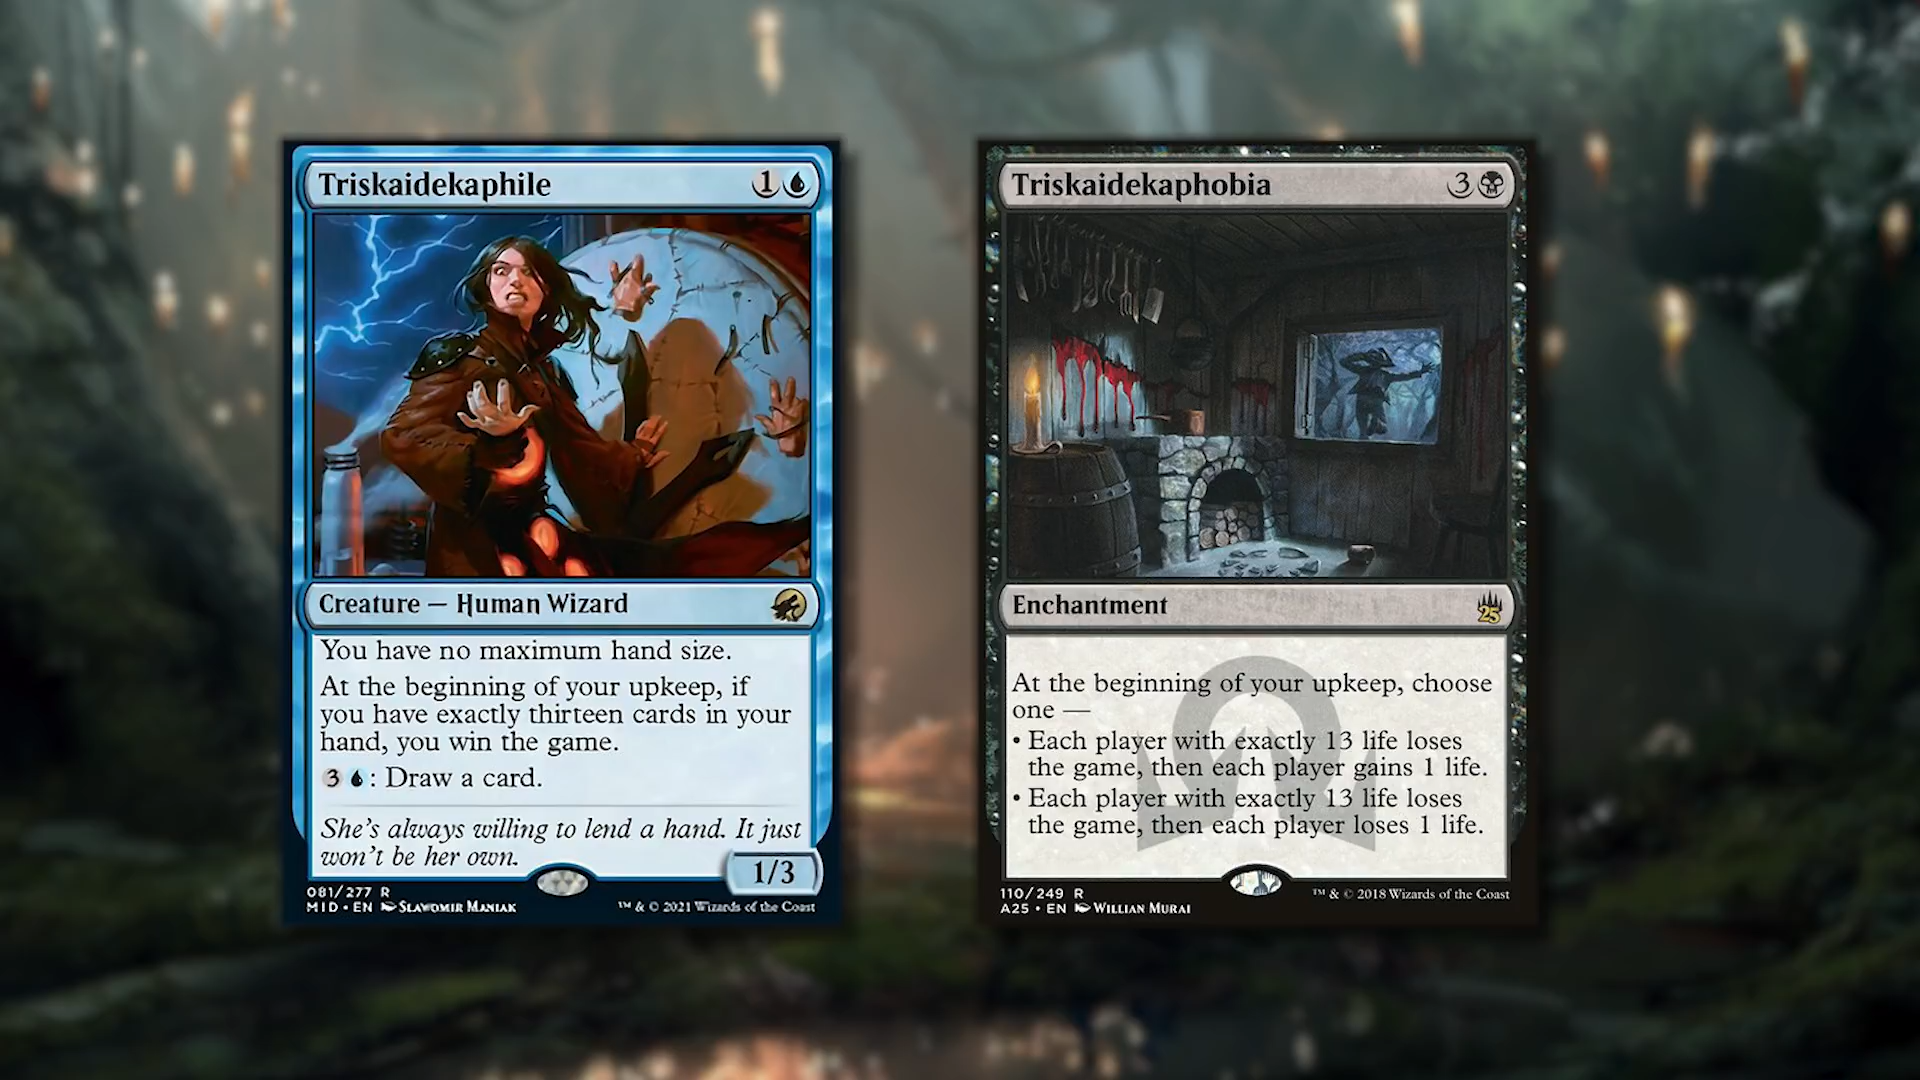 Triskaidekaphile
1
Creature — Human Wizard
You have no maximum hand size.
At the beginning of your upkeep, if
you have exactly thirteen cards in your
hand, you win the game.
3 : Draw a card.
She's always willing to lend a hand. It just
won't be her own.
1/3
081/277 R
MID • EN Slawomir Maniak
™ & © 2021 Wizards of the Coast
Triskaidekaphobia
3
Enchantment
25
At the beginning of your upkeep, choose
one —
• Each player with exactly 13 life loses
the game, then each player gains 1 life.
• Each player with exactly 13 life loses
the game, then each player loses 1 life.
110/249 R
A25 • EN Willian Murai
™ & © 2018 Wizards of the Coast